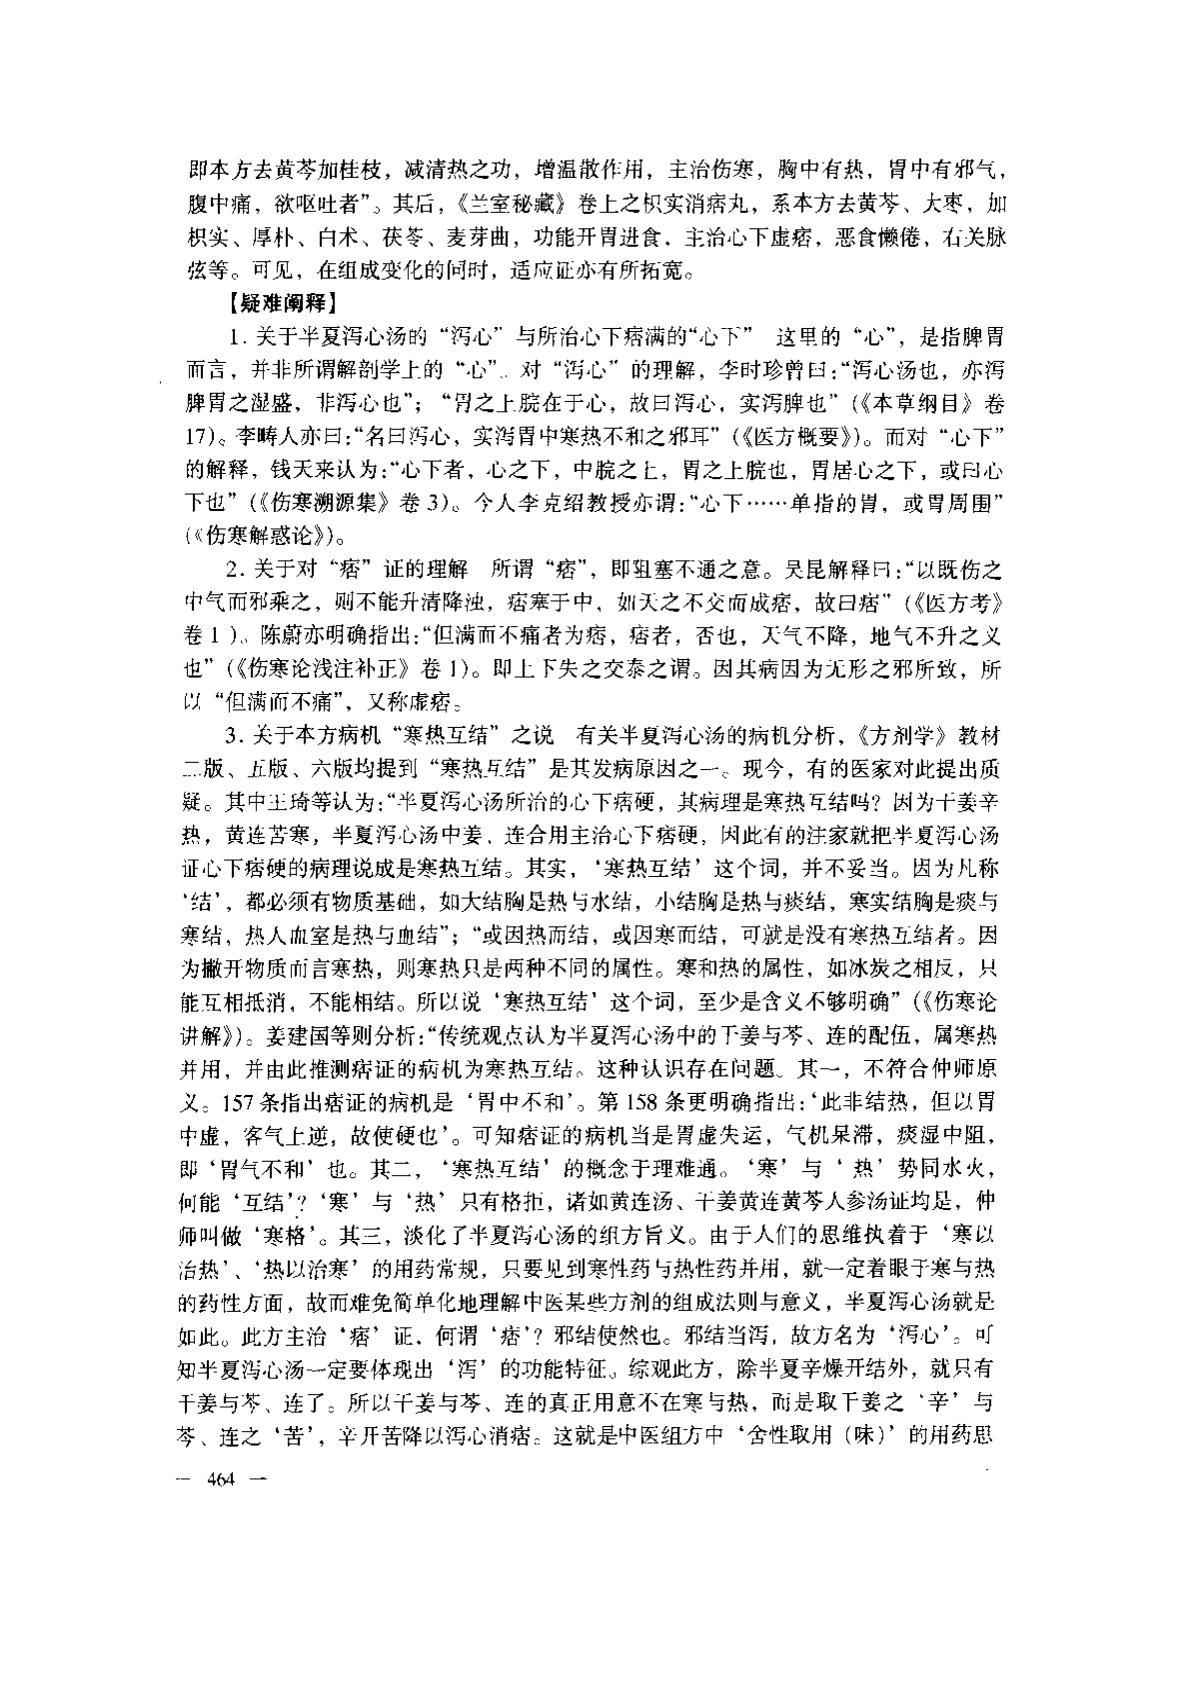 即本方去黄芩加桂枝，减清热之功，增温散作用，主治伤寒，胸中有热，胃中有邪气，
腹中痛，欲呕吐者”。其后，《兰室秘藏》卷上之枳实消痞丸，系本方去黄芩、大枣，加
枳实、厚朴、白术、茯苓、麦芽曲，功能开胃进食，主治心下虚痞，恶食懒倦，右关脉
弦等。可见，在组成变化的同时，适应证亦有所拓宽。
【疑难阐释】
1. 关于半夏泻心汤的“泻心”与所治心下痞满的“心下” 这里的“心”，是指脾胃
而言，并非所谓解剖学上的“心”。对“泻心”的理解，李时珍曾曰：“泻心汤也，亦泻
脾胃之湿盛，非泻心也”；“胃之上脘在于心，故曰泻心，实泻脾也”（《本草纲目》卷
17）。李畴人亦曰：“名曰泻心，实泻胃中寒热不和之邪耳”（《医方概要》）。而对“心下”
的解释，钱天来认为：“心下者，心之下，中脘之上，胃之上脘也，胃居心之下，或曰心
下也”（《伤寒溯源集》卷 3）。今人李克绍教授亦谓：“心下……单指的胃，或胃周围”
（《伤寒解惑论》）。
2. 关于对“痞”证的理解 所谓“痞”，即阻塞不通之意。吴昆解释曰：“以既伤之
中气而邪乘之，则不能升清降浊，痞塞于中，如天之不交而成痞，故曰痞”（《医方考》
卷 1 ）。陈蔚亦明确指出：“但满而不痛者为痞，痞者，否也，天气不降，地气不升之义
也”（《伤寒论浅注补正》卷 1）。即上下失之交泰之谓。因其病因为无形之邪所致，所
以“但满而不痛”，又称虚痞。
3. 关于本方病机“寒热互结”之说 有关半夏泻心汤的病机分析，《方剂学》教材
二版、五版、六版均提到“寒热互结”是其发病原因之一。现今，有的医家对此提出质
疑。其中王琦等认为：“半夏泻心汤所治的心下痞硬，其病理是寒热互结吗？因为干姜辛
热，黄连苦寒，半夏泻心汤中姜、连合用主治心下痞硬，因此有的注家就把半夏泻心汤
证心下痞硬的病理说成是寒热互结。其实，‘寒热互结’这个词，并不妥当。因为凡称
‘结’，都必须有物质基础，如大结胸是热与水结，小结胸是热与痰结，寒实结胸是痰与
寒结，热人血室是热与血结”；“或因热而结，或因寒而结，可就是没有寒热互结者。因
为撇开物质而言寒热，则寒热只是两种不同的属性。寒和热的属性，如冰炭之相反，只
能互相抵消，不能相结。所以说‘寒热互结’这个词，至少是含义不够明确”（《伤寒论
讲解》）。姜建国等则分析：“传统观点认为半夏泻心汤中的干姜与芩、连的配伍，属寒热
并用，并由此推测痞证的病机为寒热互结。这种认识存在问题。其一，不符合仲师原
义。157 条指出痞证的病机是‘胃中不和’。第 158 条更明确指出：‘此非结热，但以胃
中虚，客气上逆，故使硬也’。可知痞证的病机当是胃虚失运，气机呆滞，痰湿中阻，
即‘胃气不和’也。其二，‘寒热互结’的概念于理难通。‘寒’与‘热’势同水火，
何能‘互结’？‘寒’与‘热’只有格拒，诸如黄连汤、干姜黄连黄芩人参汤证均是，仲
师叫做‘寒格’。其三，淡化了半夏泻心汤的组方旨义。由于人们的思维执着于‘寒以
治热’、‘热以治寒’的用药常规，只要见到寒性药与热性药并用，就一定着眼于寒与热
的药性方面，故而难免简单化地理解中医某些方剂的组成法则与意义，半夏泻心汤就是
如此。此方主治‘痞’证，何谓‘痞’？邪结使然也。邪结当泻，故方名为‘泻心’。可
知半夏泻心汤一定要体现出‘泻’的功能特征。综观此方，除半夏辛燥开结外，就只有
干姜与芩、连了。所以干姜与芩、连的真正用意不在寒与热，而是取干姜之‘辛’与
芩、连之‘苦’，辛开苦降以泻心消痞。这就是中医组方中‘舍性取用（味）’的用药思
— 464 —